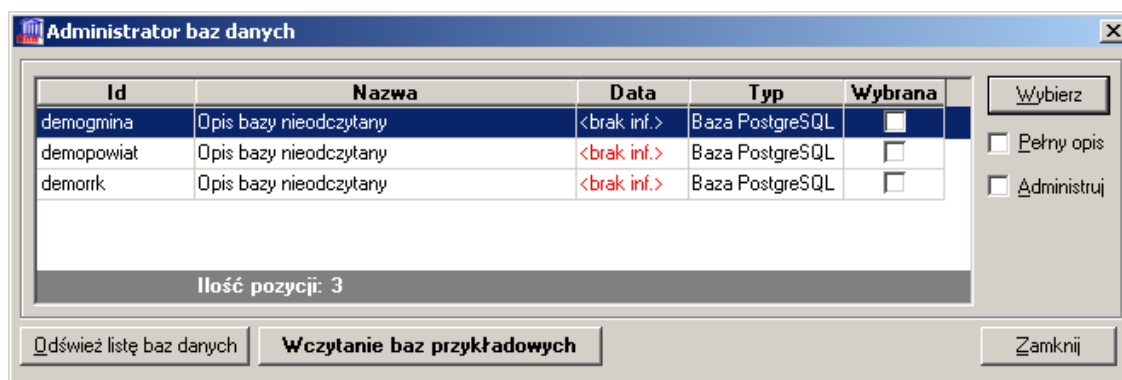 Administrator baz danych
Id Nazwa Data Typ Wybrana
demogmina Opis bazy nieodczytany <brak inf.> Baza PostgreSQL
demopowiat Opis bazy nieodczytany <brak inf.> Baza PostgreSQL
demorrk Opis bazy nieodczytany <brak inf.> Baza PostgreSQL
Ilość pozycji: 3
Wybierz
Pełny opis
Administruj
Odśwież listę baz danych Wczytanie baz przykładowych Zamknij